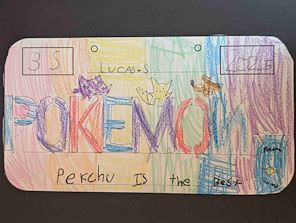 35
LUCAS-S
POKEMON
Pekchu Is the Best